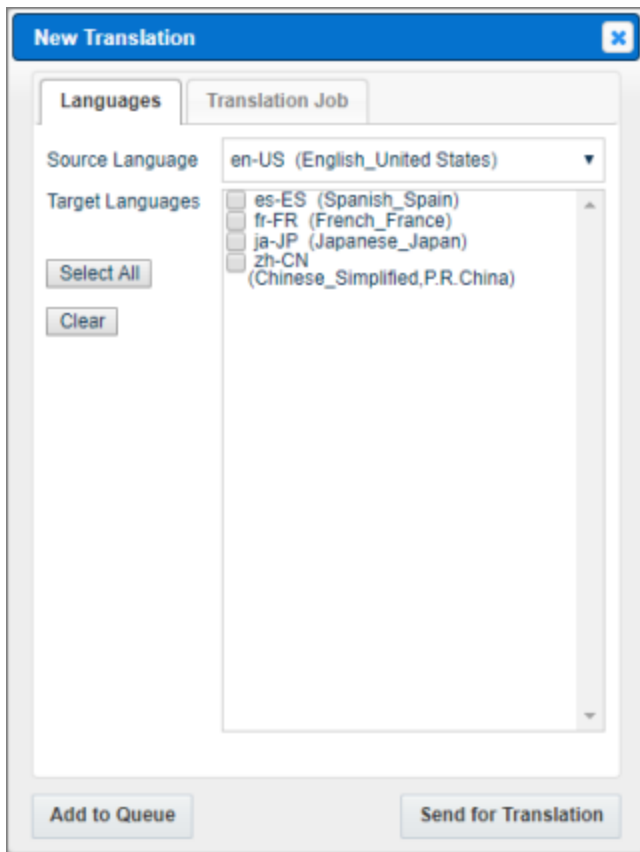 New Translation
Languages
Translation Job
Source Language
en-US (English_United States)
Target Languages
es-ES (Spanish_Spain)
fr-FR (French_France)
ja-JP (Japanese_Japan)
zh-CN
(Chinese_Simplified,P.R.China)
Select All
Clear
Add to Queue
Send for Translation